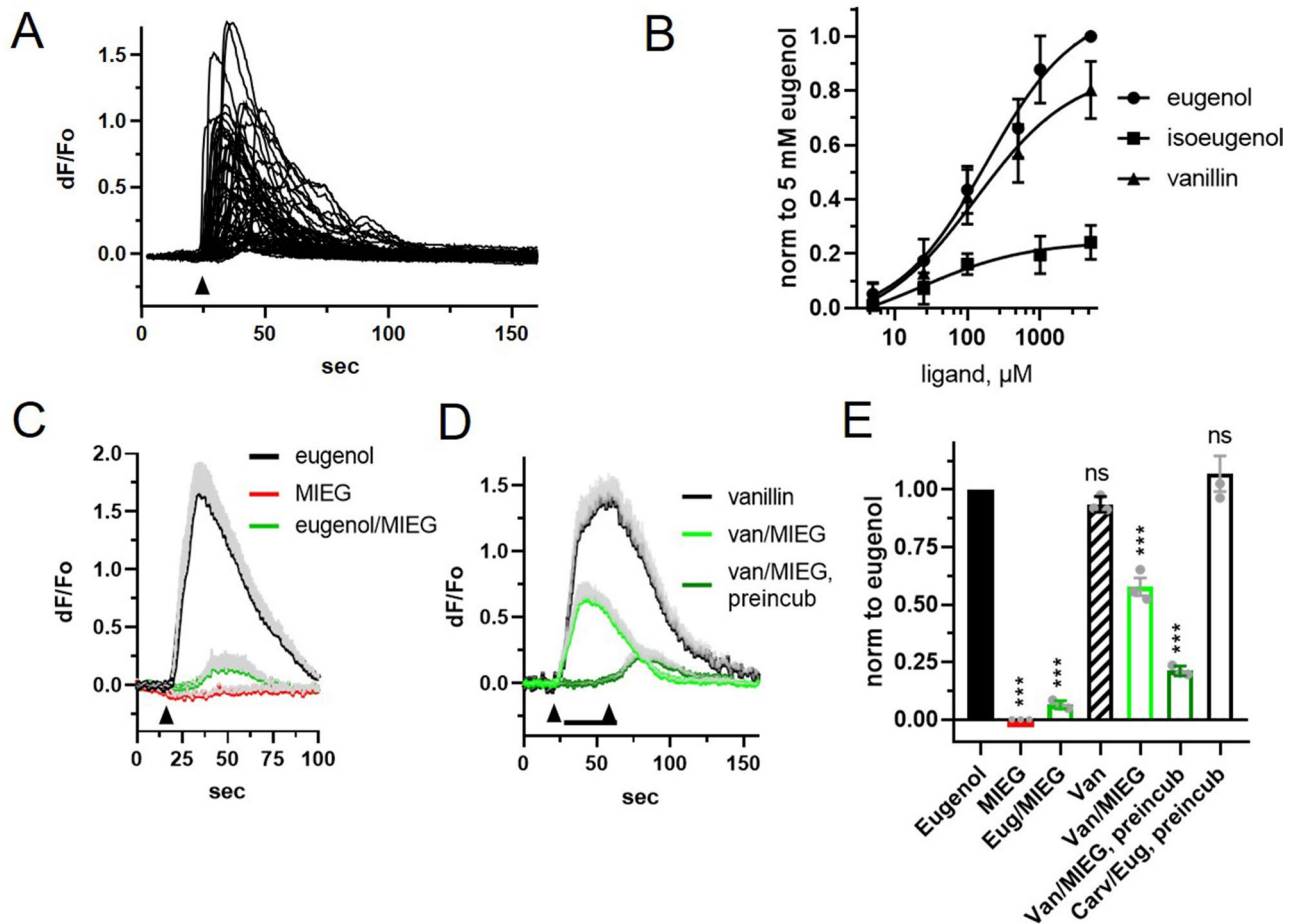 A
dF/Fo
1.5
1.0
0.5
0.0
0 50 100 150
sec
B
norm to 5 mM eugenol
1.0
0.8
0.6
0.4
0.2
0.0
10 100 1000
ligand, µM
eugenol
isoeugenol
vanillin
C
dF/Fo
2.0
1.5
1.0
0.5
0.0
0 25 50 75 100
sec
eugenol
MIEG
eugenol/MIEG
D
dF/Fo
1.5
1.0
0.5
0.0
0 50 100 150
sec
vanillin
van/MIEG
van/MIEG,
preincub
E
norm to eugenol
1.00
0.75
0.50
0.25
0.00
***
***
ns
***
***
ns
Eugenol
MIEG
Eug/MIEG
Van
Van/MIEG
Van/MIEG, preincub
Carv/Eug, preincub